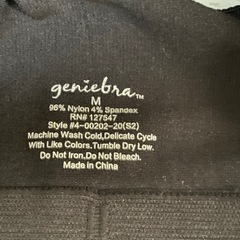 geniebra™
M
96% Nylon 4% Spandex
RN# 127547
Style #4-00202-20(S2)
Machine Wash Cold, Delicate Cycle
With Like Colors. Tumble Dry Low.
Do Not Iron. Do Not Bleach.
Made in China